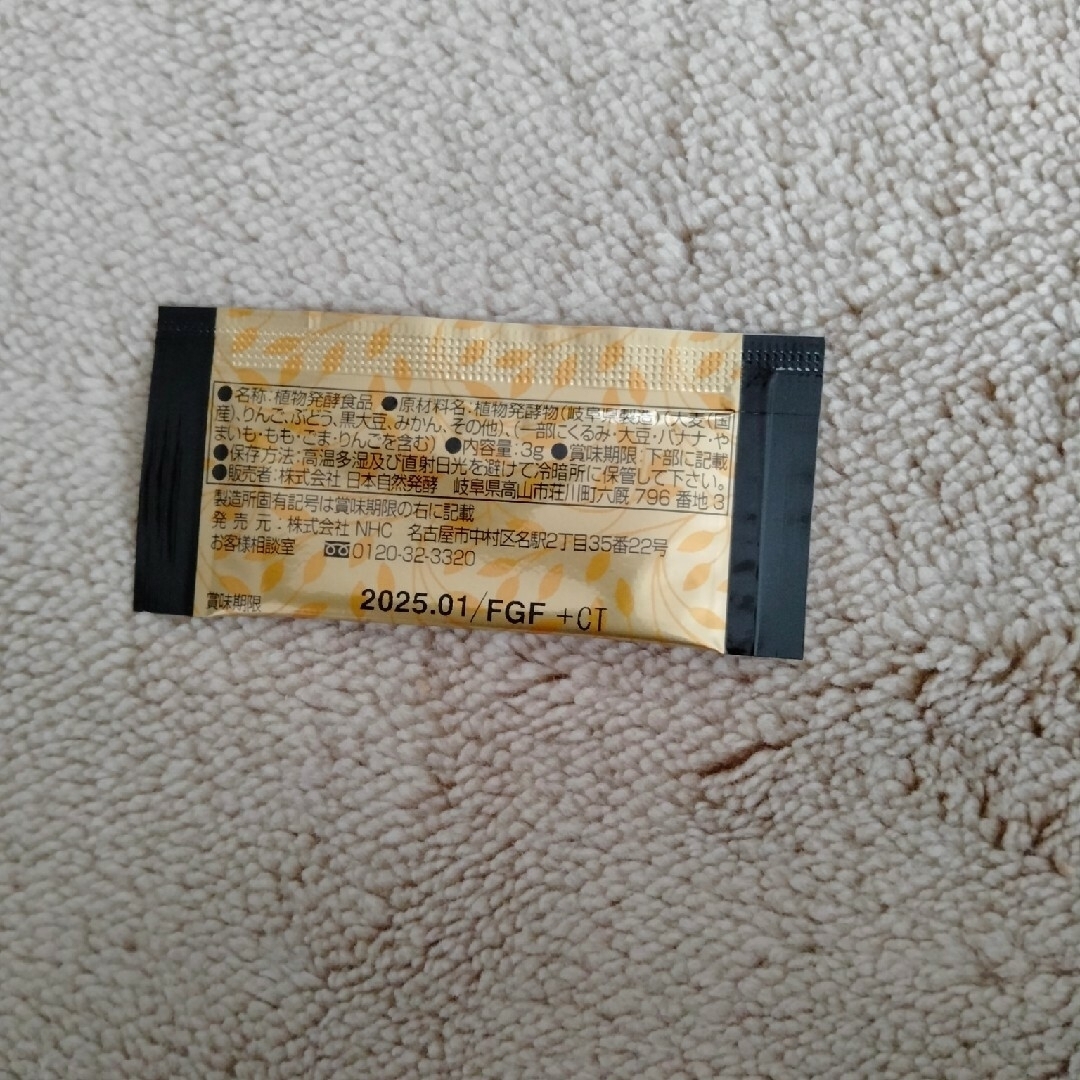 ●名称:植物発酵食品 ●原材料名:植物発酵物(岐阜県製造)(大麦(国
産)、りんご、ぶどう、黒大豆、みかん、その他)、(一部にくるみ・大豆・バナナ・や
まいも・もも・ごま・りんごを含む) ●内容量:3g ●賞味期限:下部に記載
●保存方法:高温多湿及び直射日光を避けて冷暗所に保管して下さい。
●販売者:株式会社 日本自然発酵 岐阜県高山市荘川町六厩 796 番地 3
製造所固有記号は賞味期限の右に記載
発売元:株式会社 NHC 名古屋市中村区名駅2丁目35番22号
お客様相談室 0120-32-3320
賞味期限 2025.01/FGF +CT